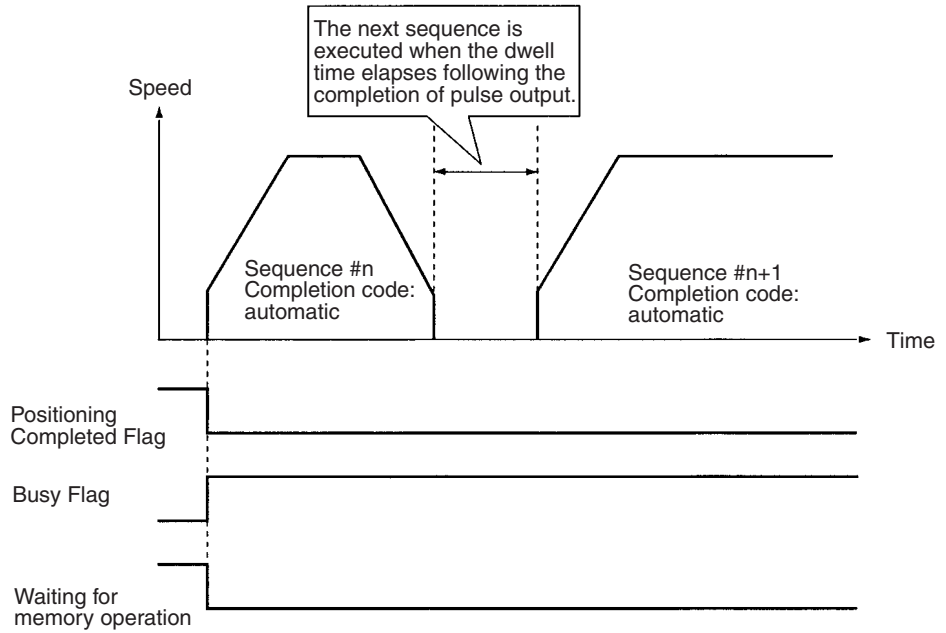 The next sequence is
executed when the dwell
time elapses following the
completion of pulse output.
Speed
Sequence #n
Completion code:
automatic
Sequence #n+1
Completion code:
automatic
Time
Positioning
Completed Flag
Busy Flag
Waiting for
memory operation